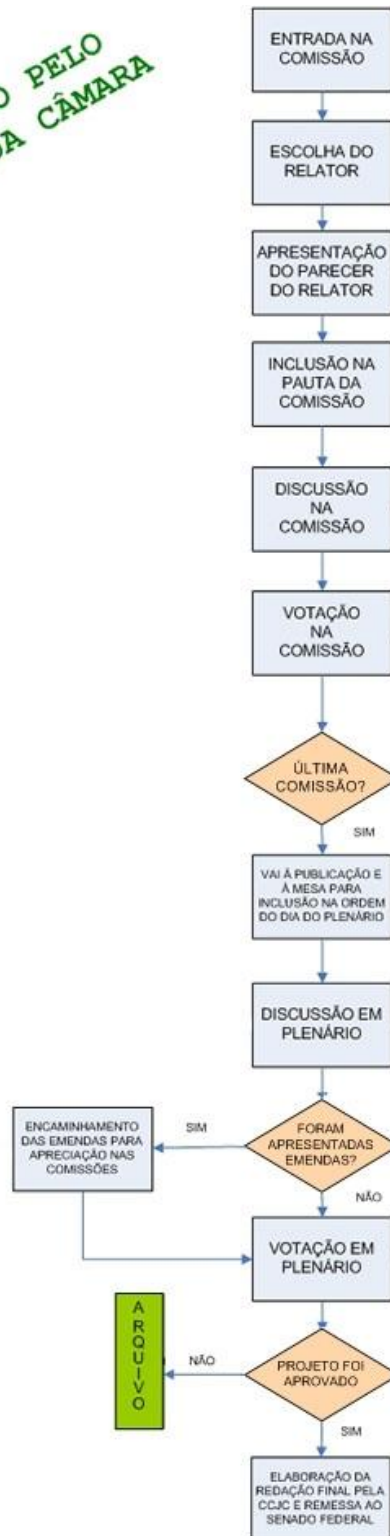 O PELO
DA CÂMARA
ENTRADA NA
COMISSÃO
ESCOLHA DO
RELATOR
APRESENTAÇÃO
DO PARECER
DO RELATOR
INCLUSÃO NA
PAUTA DA
COMISSÃO
DISCUSSÃO
NA
COMISSÃO
VOTAÇÃO
NA
COMISSÃO
ÚLTIMA
COMISSÃO?
SIM
VAI À PUBLICAÇÃO E
À MESA PARA
INCLUSÃO NA ORDEM
DO DIA DO PLENÁRIO
DISCUSSÃO EM
PLENÁRIO
FORAM
APRESENTADAS
EMENDAS?
SIM
ENCAMINHAMENTO
DAS EMENDAS PARA
APRECIAÇÃO NAS
COMISSÕES
NÃO
VOTAÇÃO EM
PLENÁRIO
PROJETO FOI
APROVADO
NÃO
ARQUIVO
SIM
ELABORAÇÃO DA
REDAÇÃO FINAL PELA
CCJC E REMESSA AO
SENADO FEDERAL